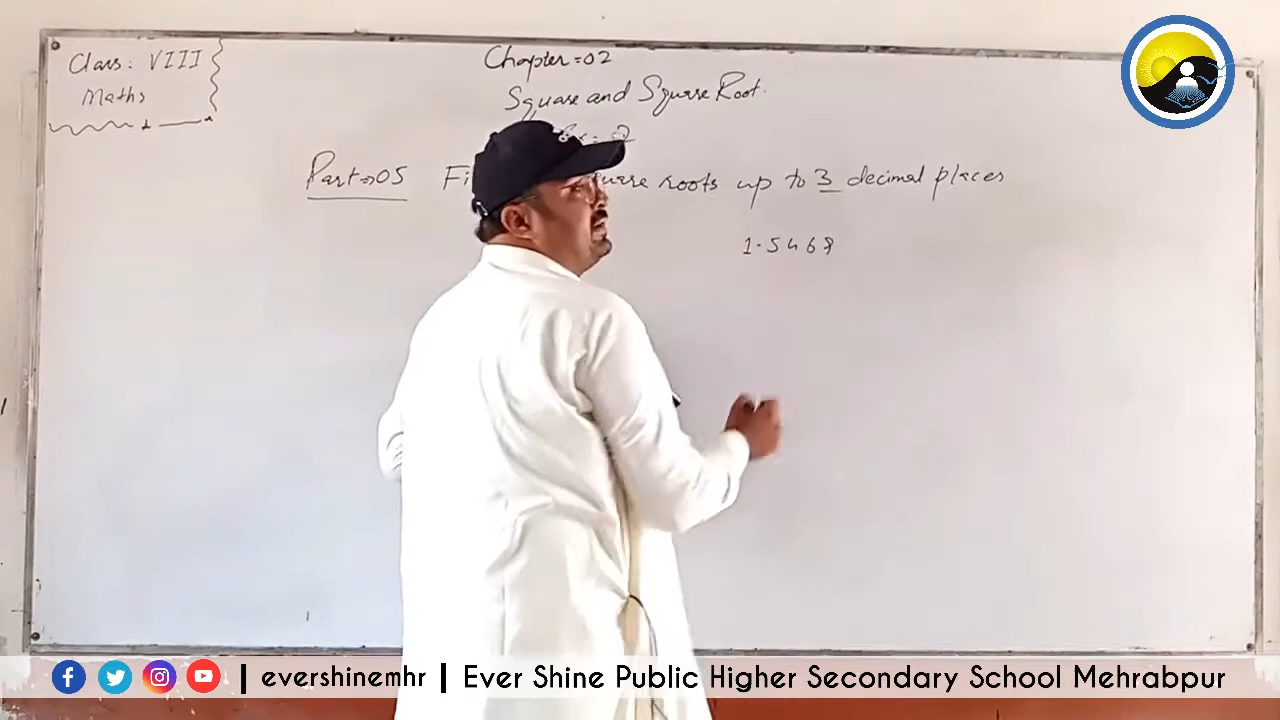 Class: VIII
Maths
Chapter = 02
Square and Square Root.
Part → 05 roots up to 3 decimal places
1.5468
| evershinemhr | Ever Shine Public Higher Secondary School Mehrabpur